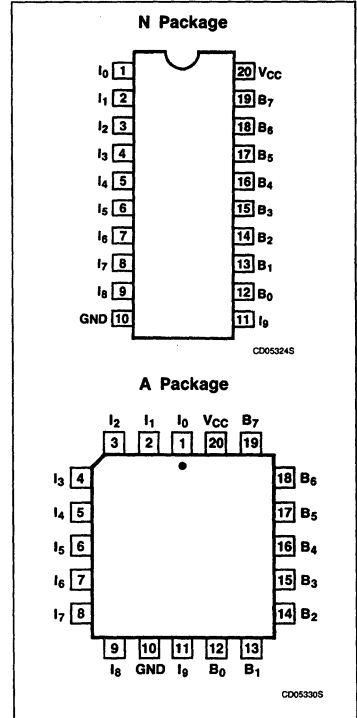 N Package
I0 1 20 VCC
I1 2 19 B7
I2 3 18 B6
I3 4 17 B5
I4 5 16 B4
I5 6 15 B3
I6 7 14 B2
I7 8 13 B1
I8 9 12 B0
GND 10 11 I9
CD05324S
A Package
I2 I1 I0 VCC B7
3 2 1 20 19
I3 4 18 B6
I4 5 17 B5
I5 6 16 B4
I6 7 15 B3
I7 8 14 B2
9 10 11 12 13
I8 GND I9 B0 B1
CD05330S